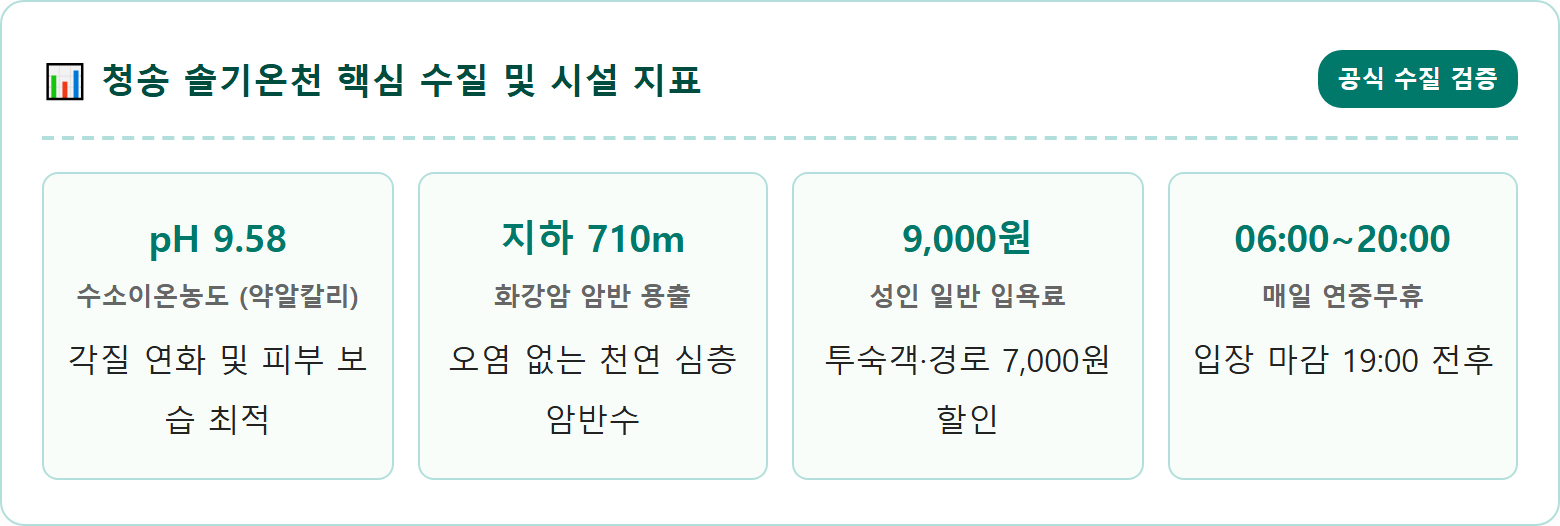 청송 솔기온천 핵심 수질 및 시설 지표
공식 수질 검증
pH 9.58
수소이온농도 (약알칼리)
각질 연화 및 피부 보
습 최적
지하 710m
화강암 암반 용출
오염 없는 천연 심층
암반수
9,000원
성인 일반 입욕료
투숙객·경로 7,000원
할인
06:00~20:00
매일 연중무휴
입장 마감 19:00 전후